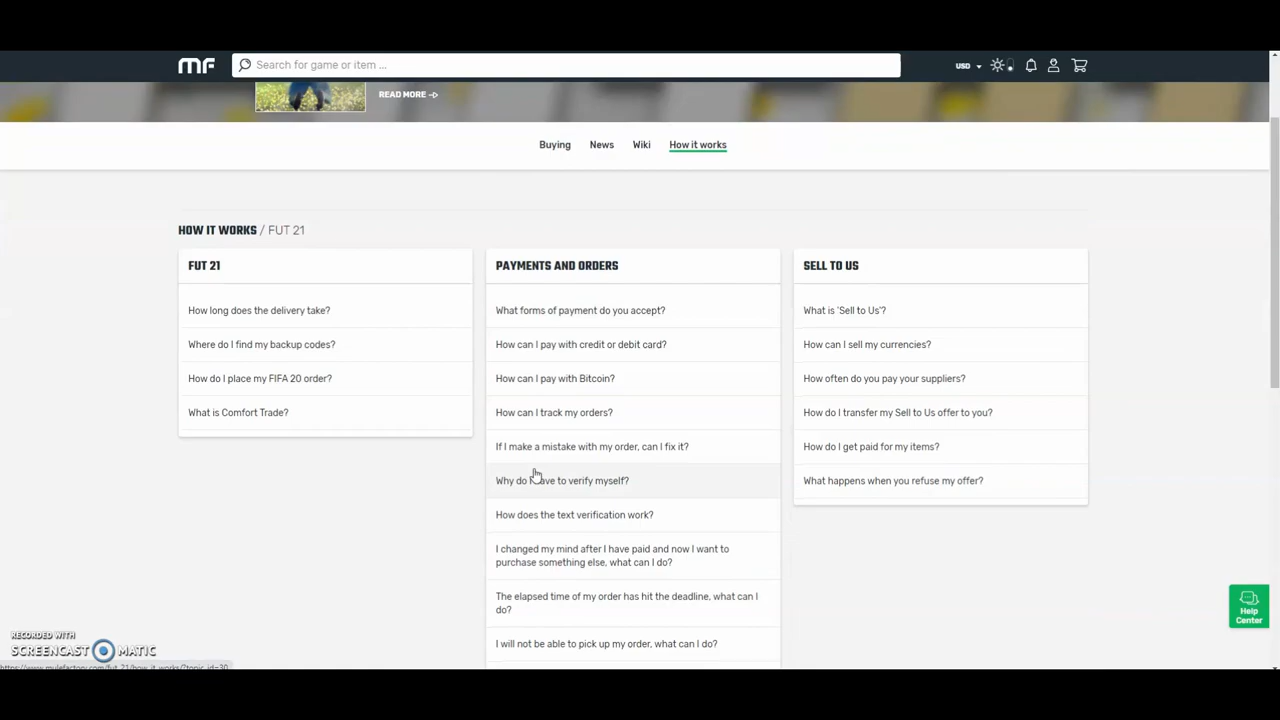 MF
Search for game or item ...
USD
READ MORE
Buying
News
Wiki
How it works
HOW IT WORKS / FUT 21
FUT 21
How long does the delivery take?
Where do I find my backup codes?
How do I place my FIFA 20 order?
What is Comfort Trade?
PAYMENTS AND ORDERS
What forms of payment do you accept?
How can I pay with credit or debit card?
How can I pay with Bitcoin?
How can I track my orders?
If I make a mistake with my order, can I fix it?
Why do I have to verify myself?
How does the text verification work?
I changed my mind after I have paid and now I want to
purchase something else, what can I do?
The elapsed time of my order has hit the deadline, what can I
do?
I will not be able to pick up my order, what can I do?
SELL TO US
What is 'Sell to Us'?
How can I sell my currencies?
How often do you pay your suppliers?
How do I transfer my Sell to Us offer to you?
How do I get paid for my items?
What happens when you refuse my offer?
Help
Center
RECORDED WITH
SCREENCAST MATIC
https://www.mulefactory.com/fut_21/how_it_works/?topic_id=30